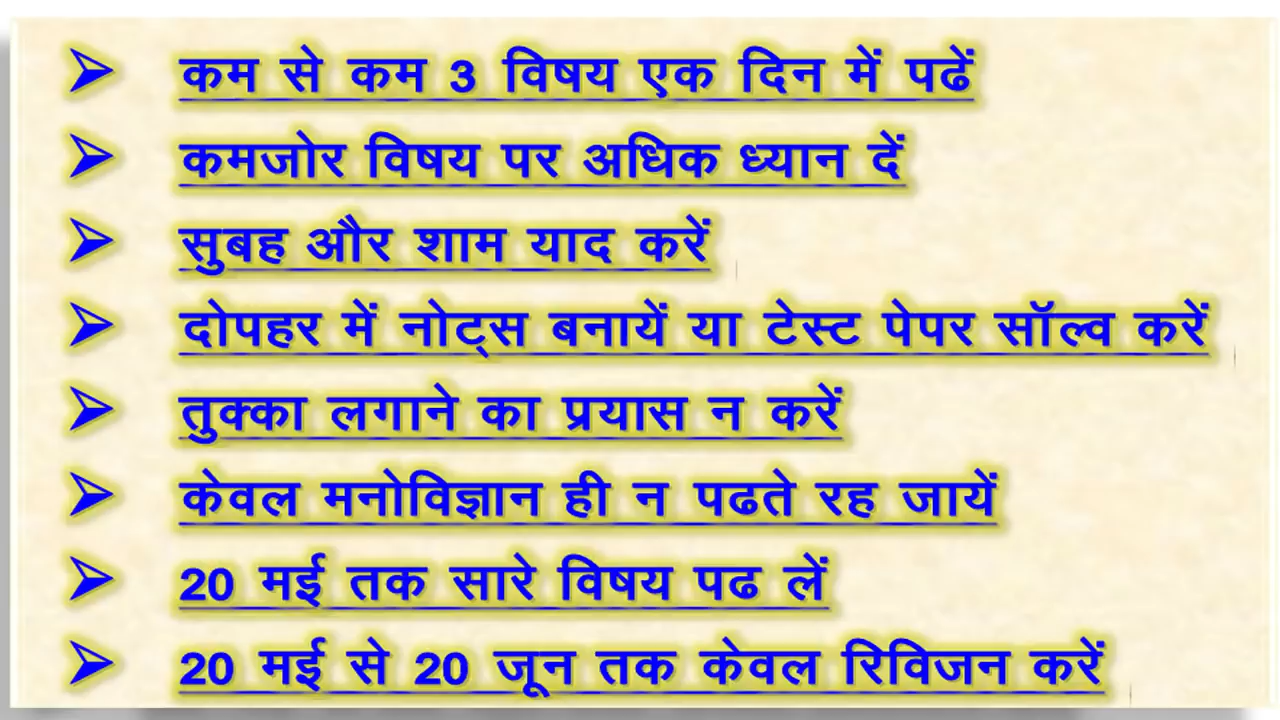 ➢ कम से कम 3 विषय एक दिन में पढें
➢ कमजोर विषय पर अधिक ध्यान दें
➢ सुबह और शाम याद करें
➢ दोपहर में नोट्स बनायें या टेस्ट पेपर सॉल्व करें
➢ तुक्का लगाने का प्रयास न करें
➢ केवल मनोविज्ञान ही न पढते रह जायें
➢ 20 मई तक सारे विषय पढ लें
➢ 20 मई से 20 जून तक केवल रिविजन करें